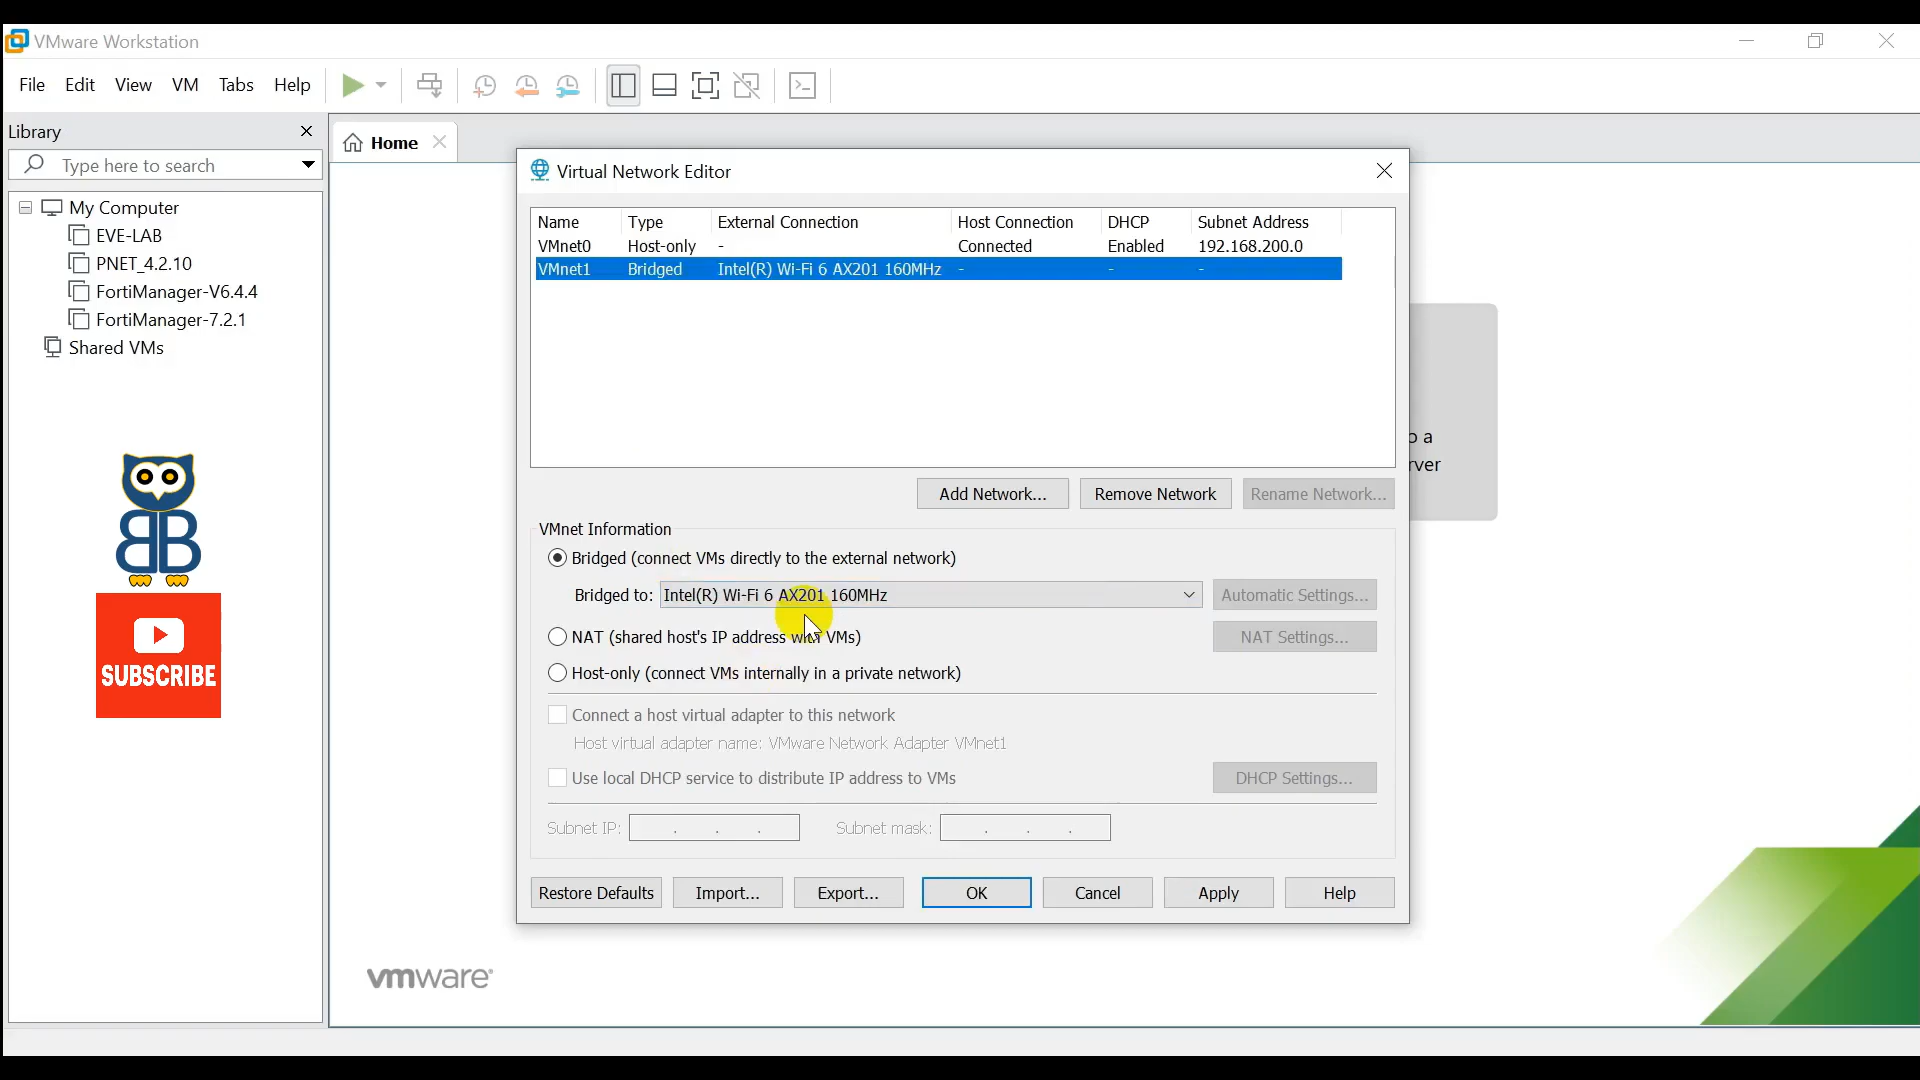 VMware Workstation
File Edit View VM Tabs Help
Library
Home
Type here to search
My Computer
EVE-LAB
PNET_4.2.10
FortiManager-V6.4.4
FortiManager-7.2.1
Shared VMs
BB
SUBSCRIBE
Virtual Network Editor
Name Type External Connection Host Connection DHCP Subnet Address
VMnet0 Host-only - Connected Enabled 192.168.200.0
VMnet1 Bridged Intel(R) Wi-Fi 6 AX201 160MHz - - -
o a
rver
Add Network... Remove Network Rename Network...
VMnet Information
Bridged (connect VMs directly to the external network)
Bridged to: Intel(R) Wi-Fi 6 AX201 160MHz Automatic Settings...
NAT (shared host's IP address with VMs) NAT Settings...
Host-only (connect VMs internally in a private network)
Connect a host virtual adapter to this network
Host virtual adapter name: VMware Network Adapter VMnet1
Use local DHCP service to distribute IP address to VMs DHCP Settings...
Subnet IP: . . . Subnet mask: . . .
Restore Defaults Import... Export... OK Cancel Apply Help
vmware®